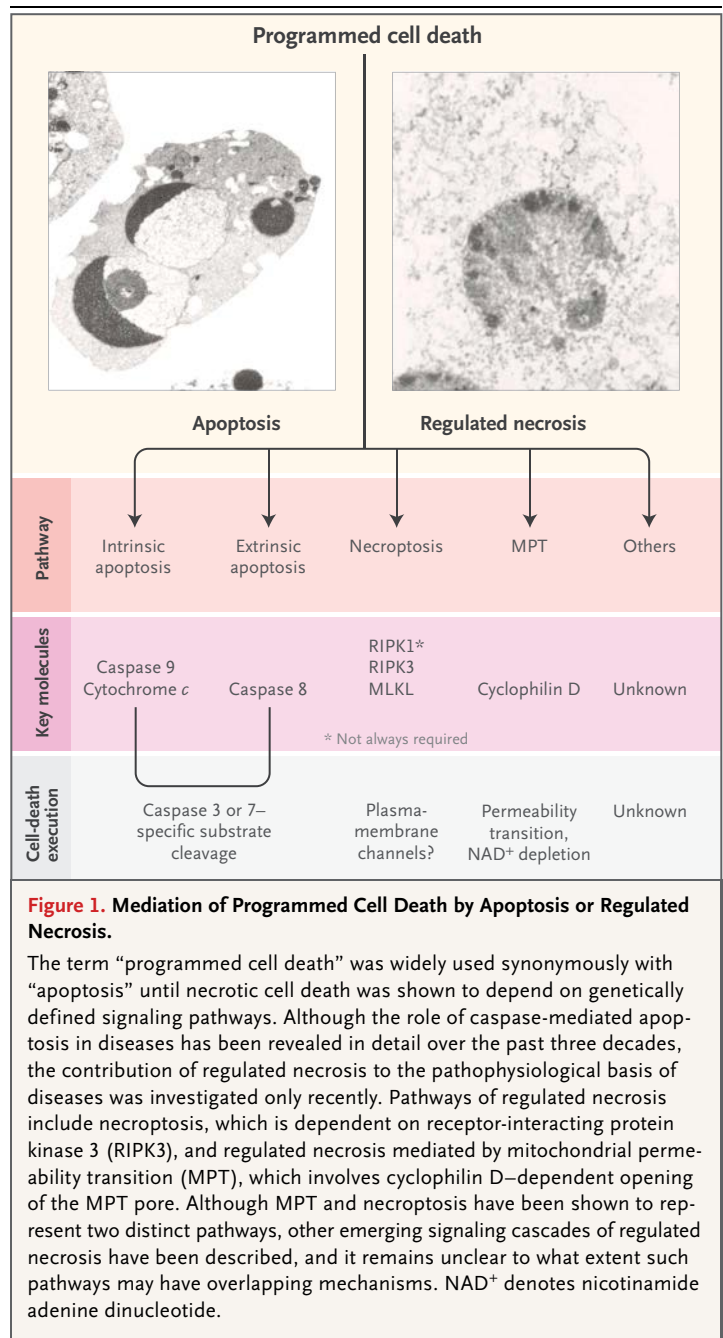 Programmed cell death
Apoptosis
Regulated necrosis
Pathway
Intrinsic
apoptosis
Extrinsic
apoptosis
Necroptosis
MPT
Others
Key molecules
Caspase 9
Cytochrome c
Caspase 8
RIPK1*
RIPK3
MLKL
Cyclophilin D
Unknown
* Not always required
Cell-death
execution
Caspase 3 or 7–
specific substrate
cleavage
Plasma-
membrane
channels?
Permeability
transition,
NAD⁺ depletion
Unknown
Figure 1. Mediation of Programmed Cell Death by Apoptosis or Regulated
Necrosis.
The term “programmed cell death” was widely used synonymously with
“apoptosis” until necrotic cell death was shown to depend on genetically
defined signaling pathways. Although the role of caspase-mediated apop-
tosis in diseases has been revealed in detail over the past three decades,
the contribution of regulated necrosis to the pathophysiological basis of
diseases was investigated only recently. Pathways of regulated necrosis
include necroptosis, which is dependent on receptor-interacting protein
kinase 3 (RIPK3), and regulated necrosis mediated by mitochondrial perme-
ability transition (MPT), which involves cyclophilin D–dependent opening
of the MPT pore. Although MPT and necroptosis have been shown to rep-
resent two distinct pathways, other emerging signaling cascades of regulated
necrosis have been described, and it remains unclear to what extent such
pathways may have overlapping mechanisms. NAD⁺ denotes nicotinamide
adenine dinucleotide.